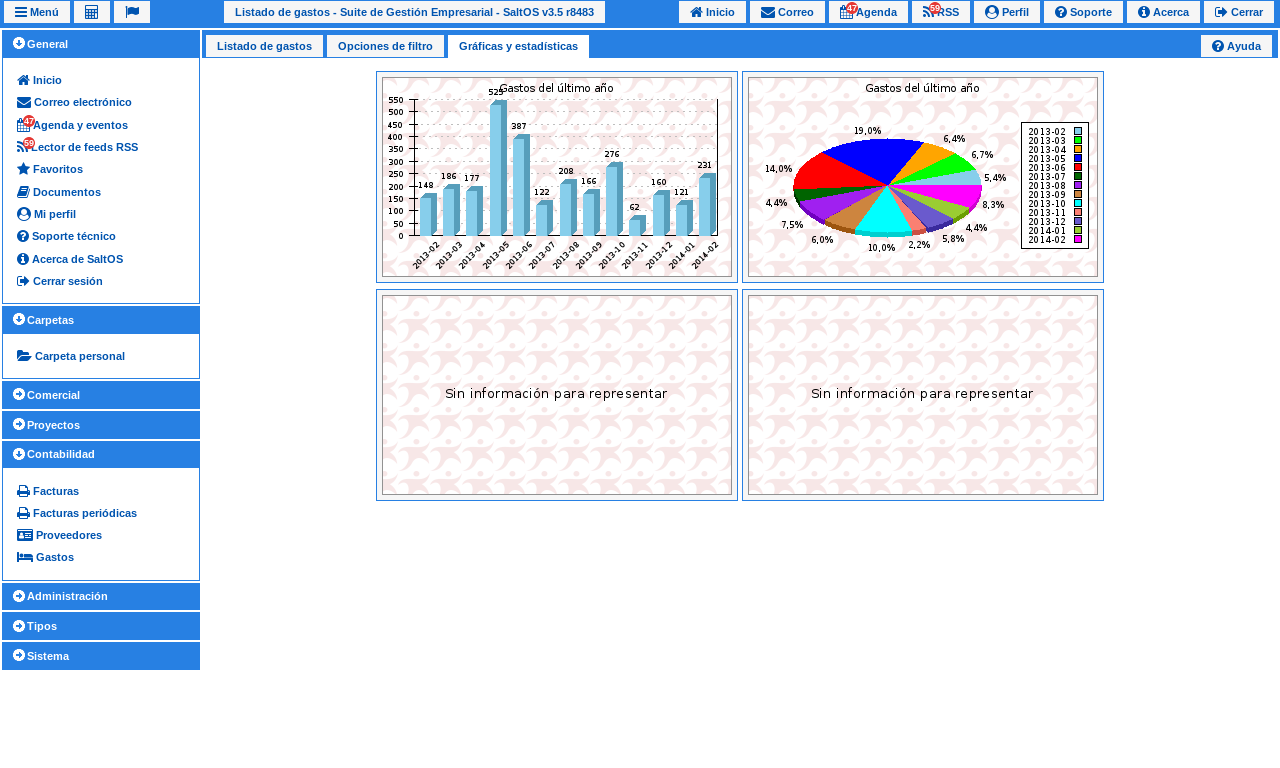 Menú
Listado de gastos - Suite de Gestión Empresarial - SaltOS v3.5 r8483
Inicio
Correo
47
Agenda
59
RSS
Perfil
Soporte
Acerca
Cerrar
General
Inicio
Correo electrónico
47
Agenda y eventos
59
Lector de feeds RSS
Favoritos
Documentos
Mi perfil
Soporte técnico
Acerca de SaltOS
Cerrar sesión
Carpetas
Carpeta personal
Comercial
Proyectos
Contabilidad
Facturas
Facturas periódicas
Proveedores
Gastos
Administración
Tipos
Sistema
Listado de gastos
Opciones de filtro
Gráficas y estadísticas
Ayuda
Gastos del último año
550
500
450
400
350
300
250
200
150
100
50
0
148
186
177
525
387
122
208
166
276
62
160
121
231
2013-02
2013-03
2013-04
2013-05
2013-06
2013-07
2013-08
2013-09
2013-10
2013-11
2013-12
2014-01
2014-02
Gastos del último año
19,0%
6,4%
6,7%
5,4%
8,3%
4,4%
5,8%
2,2%
10,0%
6,0%
7,5%
4,4%
14,0%
2013-02
2013-03
2013-04
2013-05
2013-06
2013-07
2013-08
2013-09
2013-10
2013-11
2013-12
2014-01
2014-02
Sin información para representar
Sin información para representar